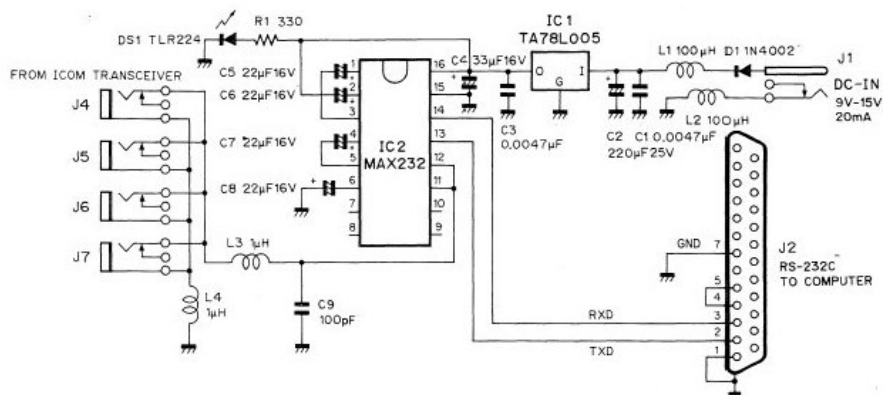 R1 330
DS1 TLR224
IC1
TA78L005
L1 100μH D1 1N4002
J1
DC-IN
9V-15V
20mA
L2 100μH
FROM ICOM TRANSCEIVER
J4
J5
J6
J7
C5 22μF16V
C6 22μF16V
C7 22μF16V
C8 22μF16V
C4 33μF16V
+
O
G
I
C3
0.0047μF
C2
220μF25V
C1 0.0047μF
IC2
MAX232
1
2
3
4
5
6
7
8
16
15
14
13
12
11
10
9
L3 1μH
L4
1μH
C9
100pF
GND 7
5
4
3
2
1
RXD
TXD
J2
RS-232C
TO COMPUTER